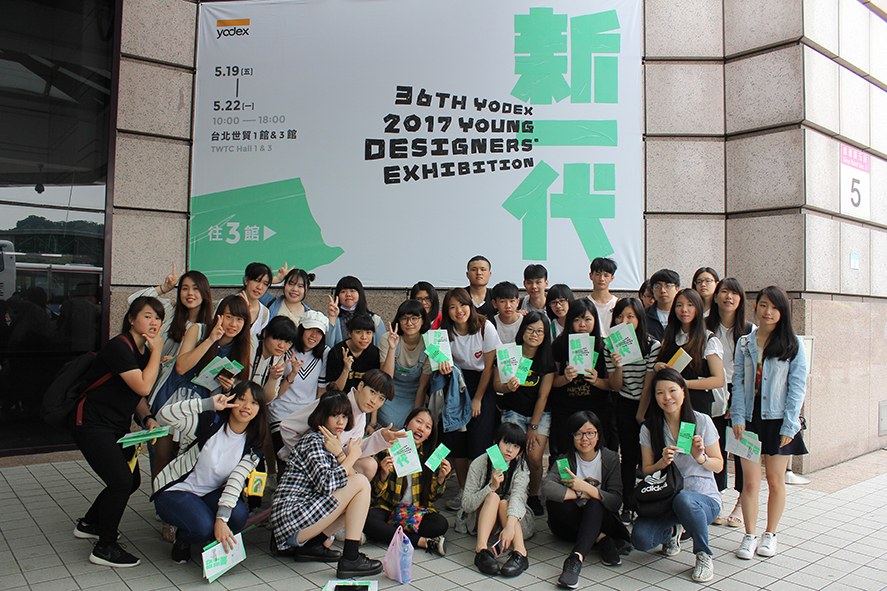 yodex
5.19 [五]
5.22 [一]
10:00 — 18:00
台北世貿1館&3館
TWTC Hall 1 & 3
往3館▶
36TH YODEX
2017 YOUNG
DESIGNERS'
EXHIBITION
新一代
5
adidas